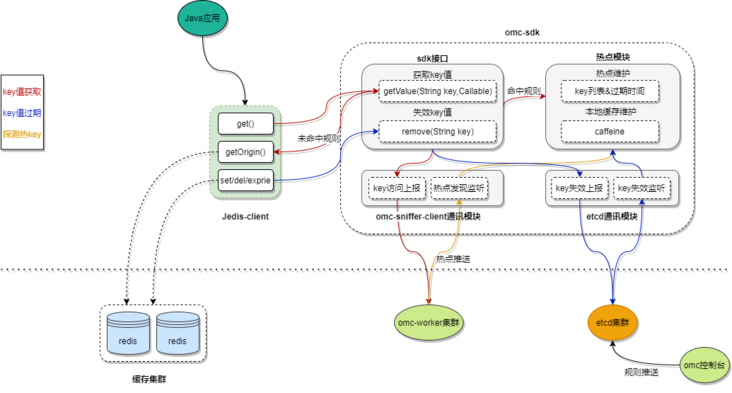 Java应用
omc-sdk
sdk接口
热点模块
获取key值
热点维护
key值获取
key值过期
探测热key
getValue(String key,Callable)
命中规则
key列表&过期时间
失效key值
本地缓存维护
get()
未命中规则
remove(String key)
caffeine
getOrigin()
set/del/exprie
key访问上报
热点发现监听
key失效上报
key失效监听
Jedis-client
omc-sniffer-client通讯模块
etcd通讯模块
热点推送
omc-worker集群
etcd集群
redis
redis
缓存集群
规则推送
omc控制台